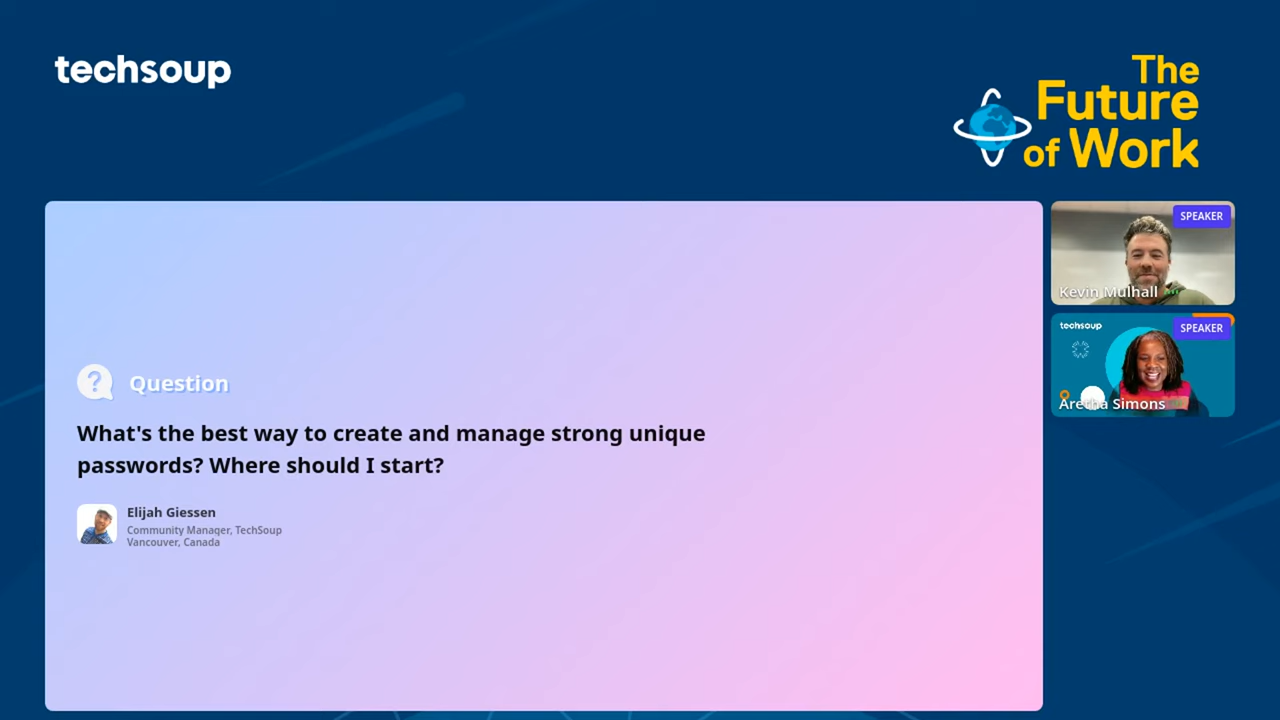 techsoup
The
Future
of Work
SPEAKER
Kevin Mulhall
techsoup
SPEAKER
Aretha Simons
Question
What's the best way to create and manage strong unique
passwords? Where should I start?
Elijah Giessen
Community Manager, TechSoup
Vancouver, Canada